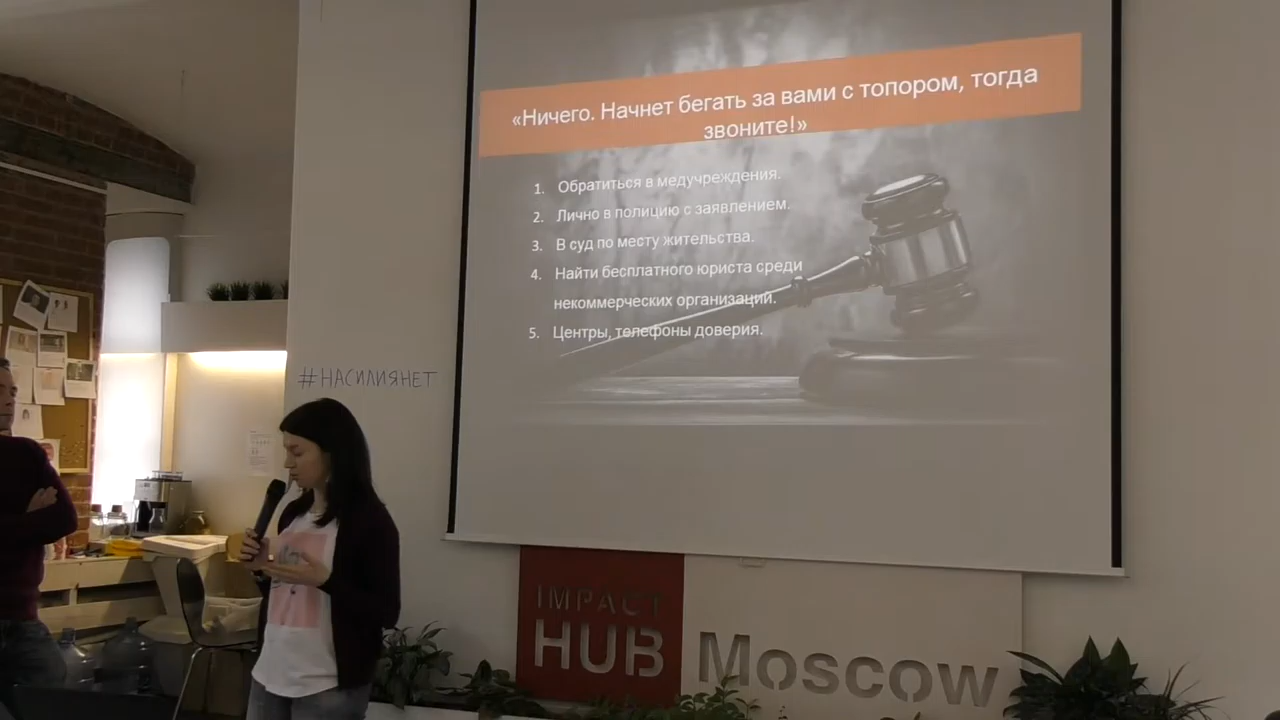 «Ничего. Начнет бегать за вами с топором, тогда
звоните!»
1. Обратиться в медучреждения.
2. Лично в полицию с заявлением.
3. В суд по месту жительства.
4. Найти бесплатного юриста среди
некоммерческих организаций.
5. Центры, телефоны доверия.
#НАСИЛИЯНЕТ
IMPACT
HUB
Moscow